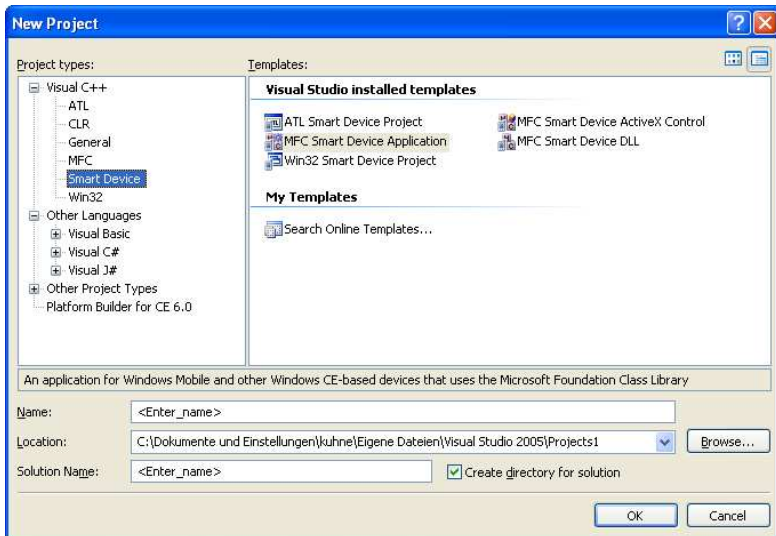 New Project
Project types:
Templates:
Visual C++
ATL
CLR
General
MFC
Smart Device
Win32
Other Languages
Visual Basic
Visual C#
Visual J#
Other Project Types
Platform Builder for CE 6.0
Visual Studio installed templates
ATL Smart Device Project
MFC Smart Device ActiveX Control
MFC Smart Device Application
MFC Smart Device DLL
Win32 Smart Device Project
My Templates
Search Online Templates...
An application for Windows Mobile and other Windows CE-based devices that uses the Microsoft Foundation Class Library
Name:
<Enter_name>
Location:
C:\Dokumente und Einstellungen\kuhne\Eigene Dateien\Visual Studio 2005\Projects1
Browse...
Solution Name:
<Enter_name>
Create directory for solution
OK
Cancel